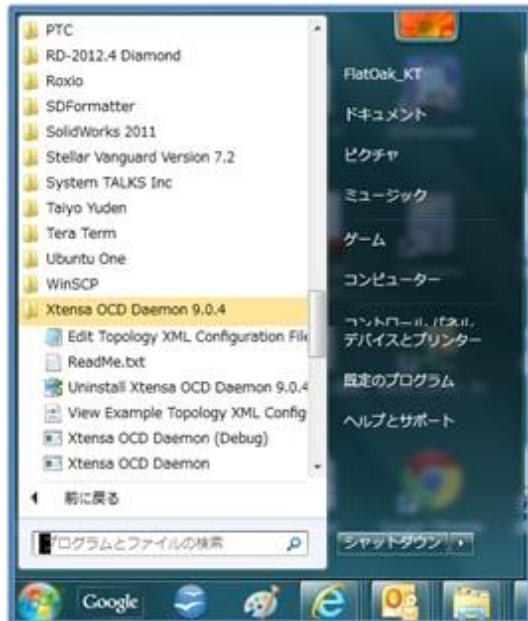 PTC
RD-2012.4 Diamond
Roxio
SDFormatter
SolidWorks 2011
Stellar Vanguard Version 7.2
System TALKS Inc
Taiyo Yuden
Tera Term
Ubuntu One
WinSCP
Xtensa OCD Daemon 9.0.4
Edit Topology XML Configuration File
ReadMe.txt
Uninstall Xtensa OCD Daemon 9.0.4
View Example Topology XML Config
Xtensa OCD Daemon (Debug)
Xtensa OCD Daemon
前に戻る
プログラムとファイルの検索
FlatOak_KT
ドキュメント
ピクチャ
ミュージック
ゲーム
コンピューター
コントロール パネル
デバイスとプリンター
既定のプログラム
ヘルプとサポート
シャットダウン
Google